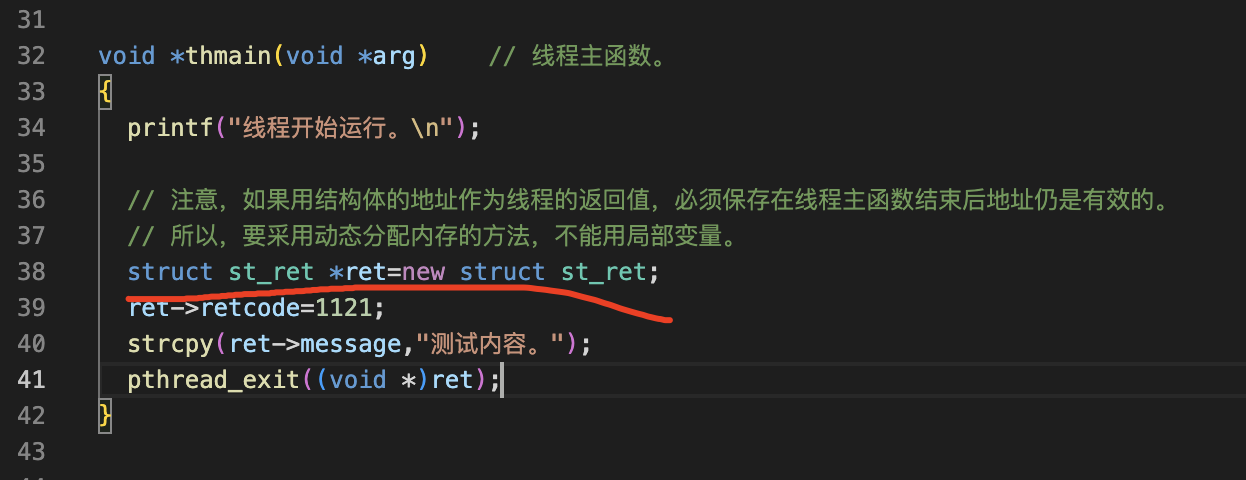 31
32 void *thmain(void *arg)    // 线程主函数。
33 {
34   printf("线程开始运行。\n");
35
36   // 注意，如果用结构体的地址作为线程的返回值，必须保存在线程主函数结束后地址仍是有效的。
37   // 所以，要采用动态分配内存的方法，不能用局部变量。
38   struct st_ret *ret=new struct st_ret;
39   ret->retcode=1121;
40   strcpy(ret->message,"测试内容。");
41   pthread_exit((void *)ret);
42 }
43